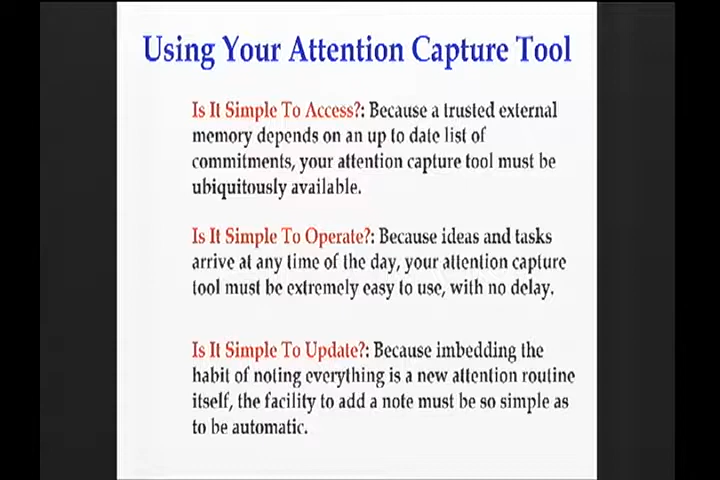 Using Your Attention Capture Tool
Is It Simple To Access?: Because a trusted external
memory depends on an up to date list of
commitments, your attention capture tool must be
ubiquitously available.
Is It Simple To Operate?: Because ideas and tasks
arrive at any time of the day, your attention capture
tool must be extremely easy to use, with no delay.
Is It Simple To Update?: Because imbedding the
habit of noting everything is a new attention routine
itself, the facility to add a note must be so simple as
to be automatic.